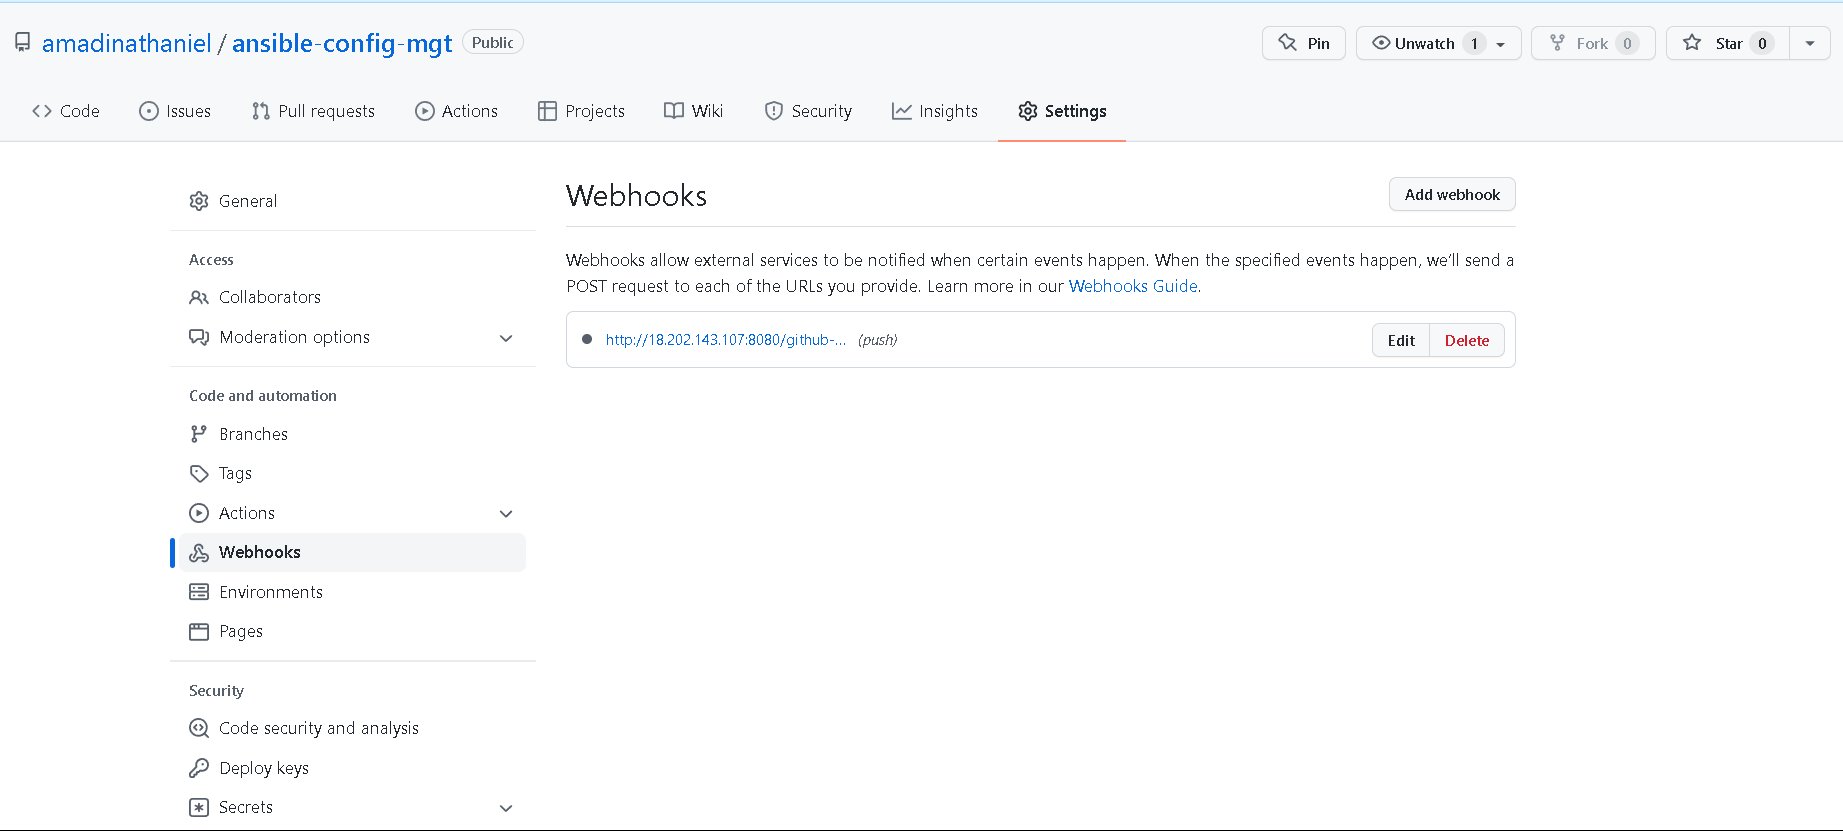 amadinathaniel / ansible-config-mgt Public
Pin Unwatch 1 Fork 0 Star 0
Code Issues Pull requests Actions Projects Wiki Security Insights Settings
General
Access
Collaborators
Moderation options
Code and automation
Branches
Tags
Actions
Webhooks
Environments
Pages
Security
Code security and analysis
Deploy keys
Secrets
Webhooks
Add webhook
Webhooks allow external services to be notified when certain events happen. When the specified events happen, we'll send a
POST request to each of the URLs you provide. Learn more in our Webhooks Guide.
http://18.202.143.107:8080/github-... (push) Edit Delete